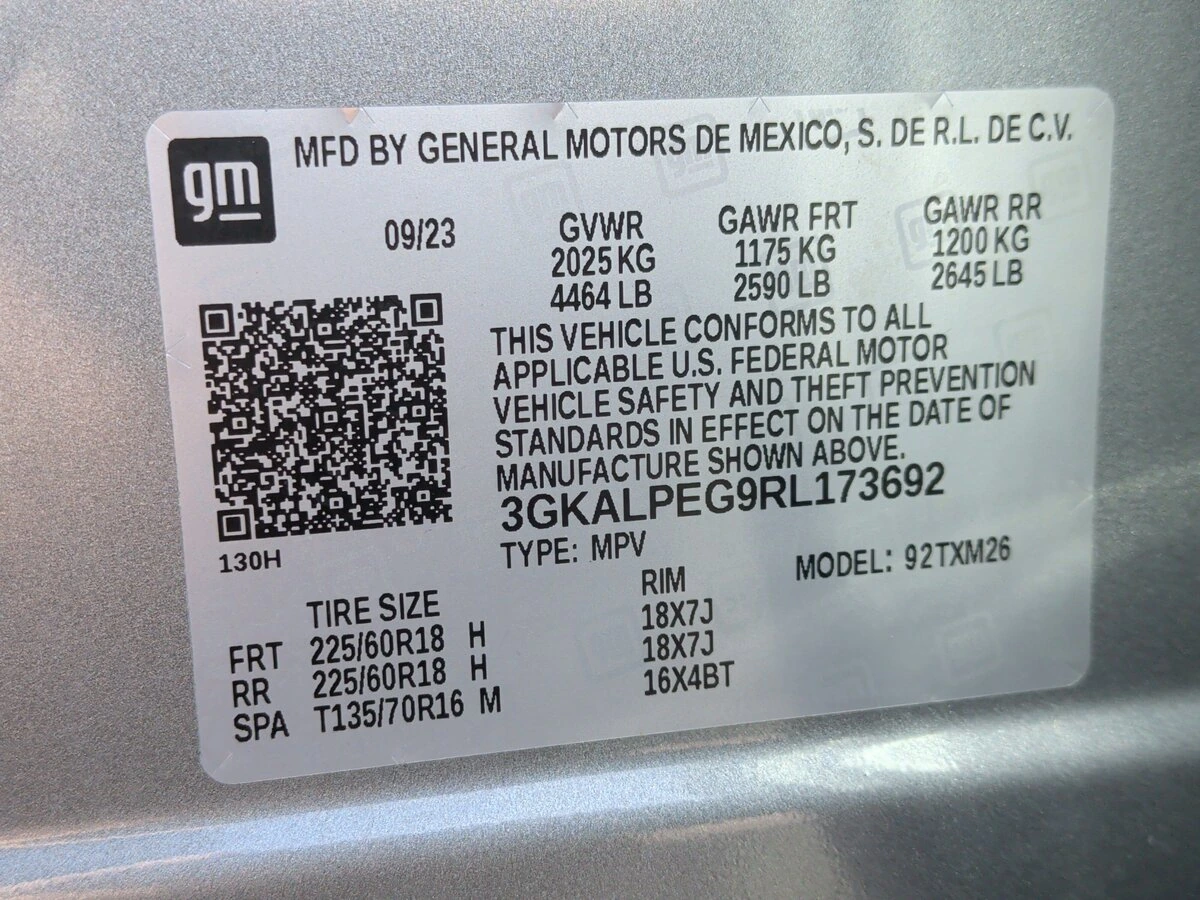 gm
MFD BY GENERAL MOTORS DE MEXICO, S. DE R.L. DE C.V.
09/23 GVWR GAWR FRT GAWR RR
2025 KG 1175 KG 1200 KG
4464 LB 2590 LB 2645 LB
THIS VEHICLE CONFORMS TO ALL
APPLICABLE U.S. FEDERAL MOTOR
VEHICLE SAFETY AND THEFT PREVENTION
STANDARDS IN EFFECT ON THE DATE OF
MANUFACTURE SHOWN ABOVE.
3GKALPEG9RL173692
130H
TYPE: MPV MODEL: 92TXM26
TIRE SIZE RIM
FRT 225/60R18 H 18X7J
RR 225/60R18 H 18X7J
SPA T135/70R16 M 16X4BT